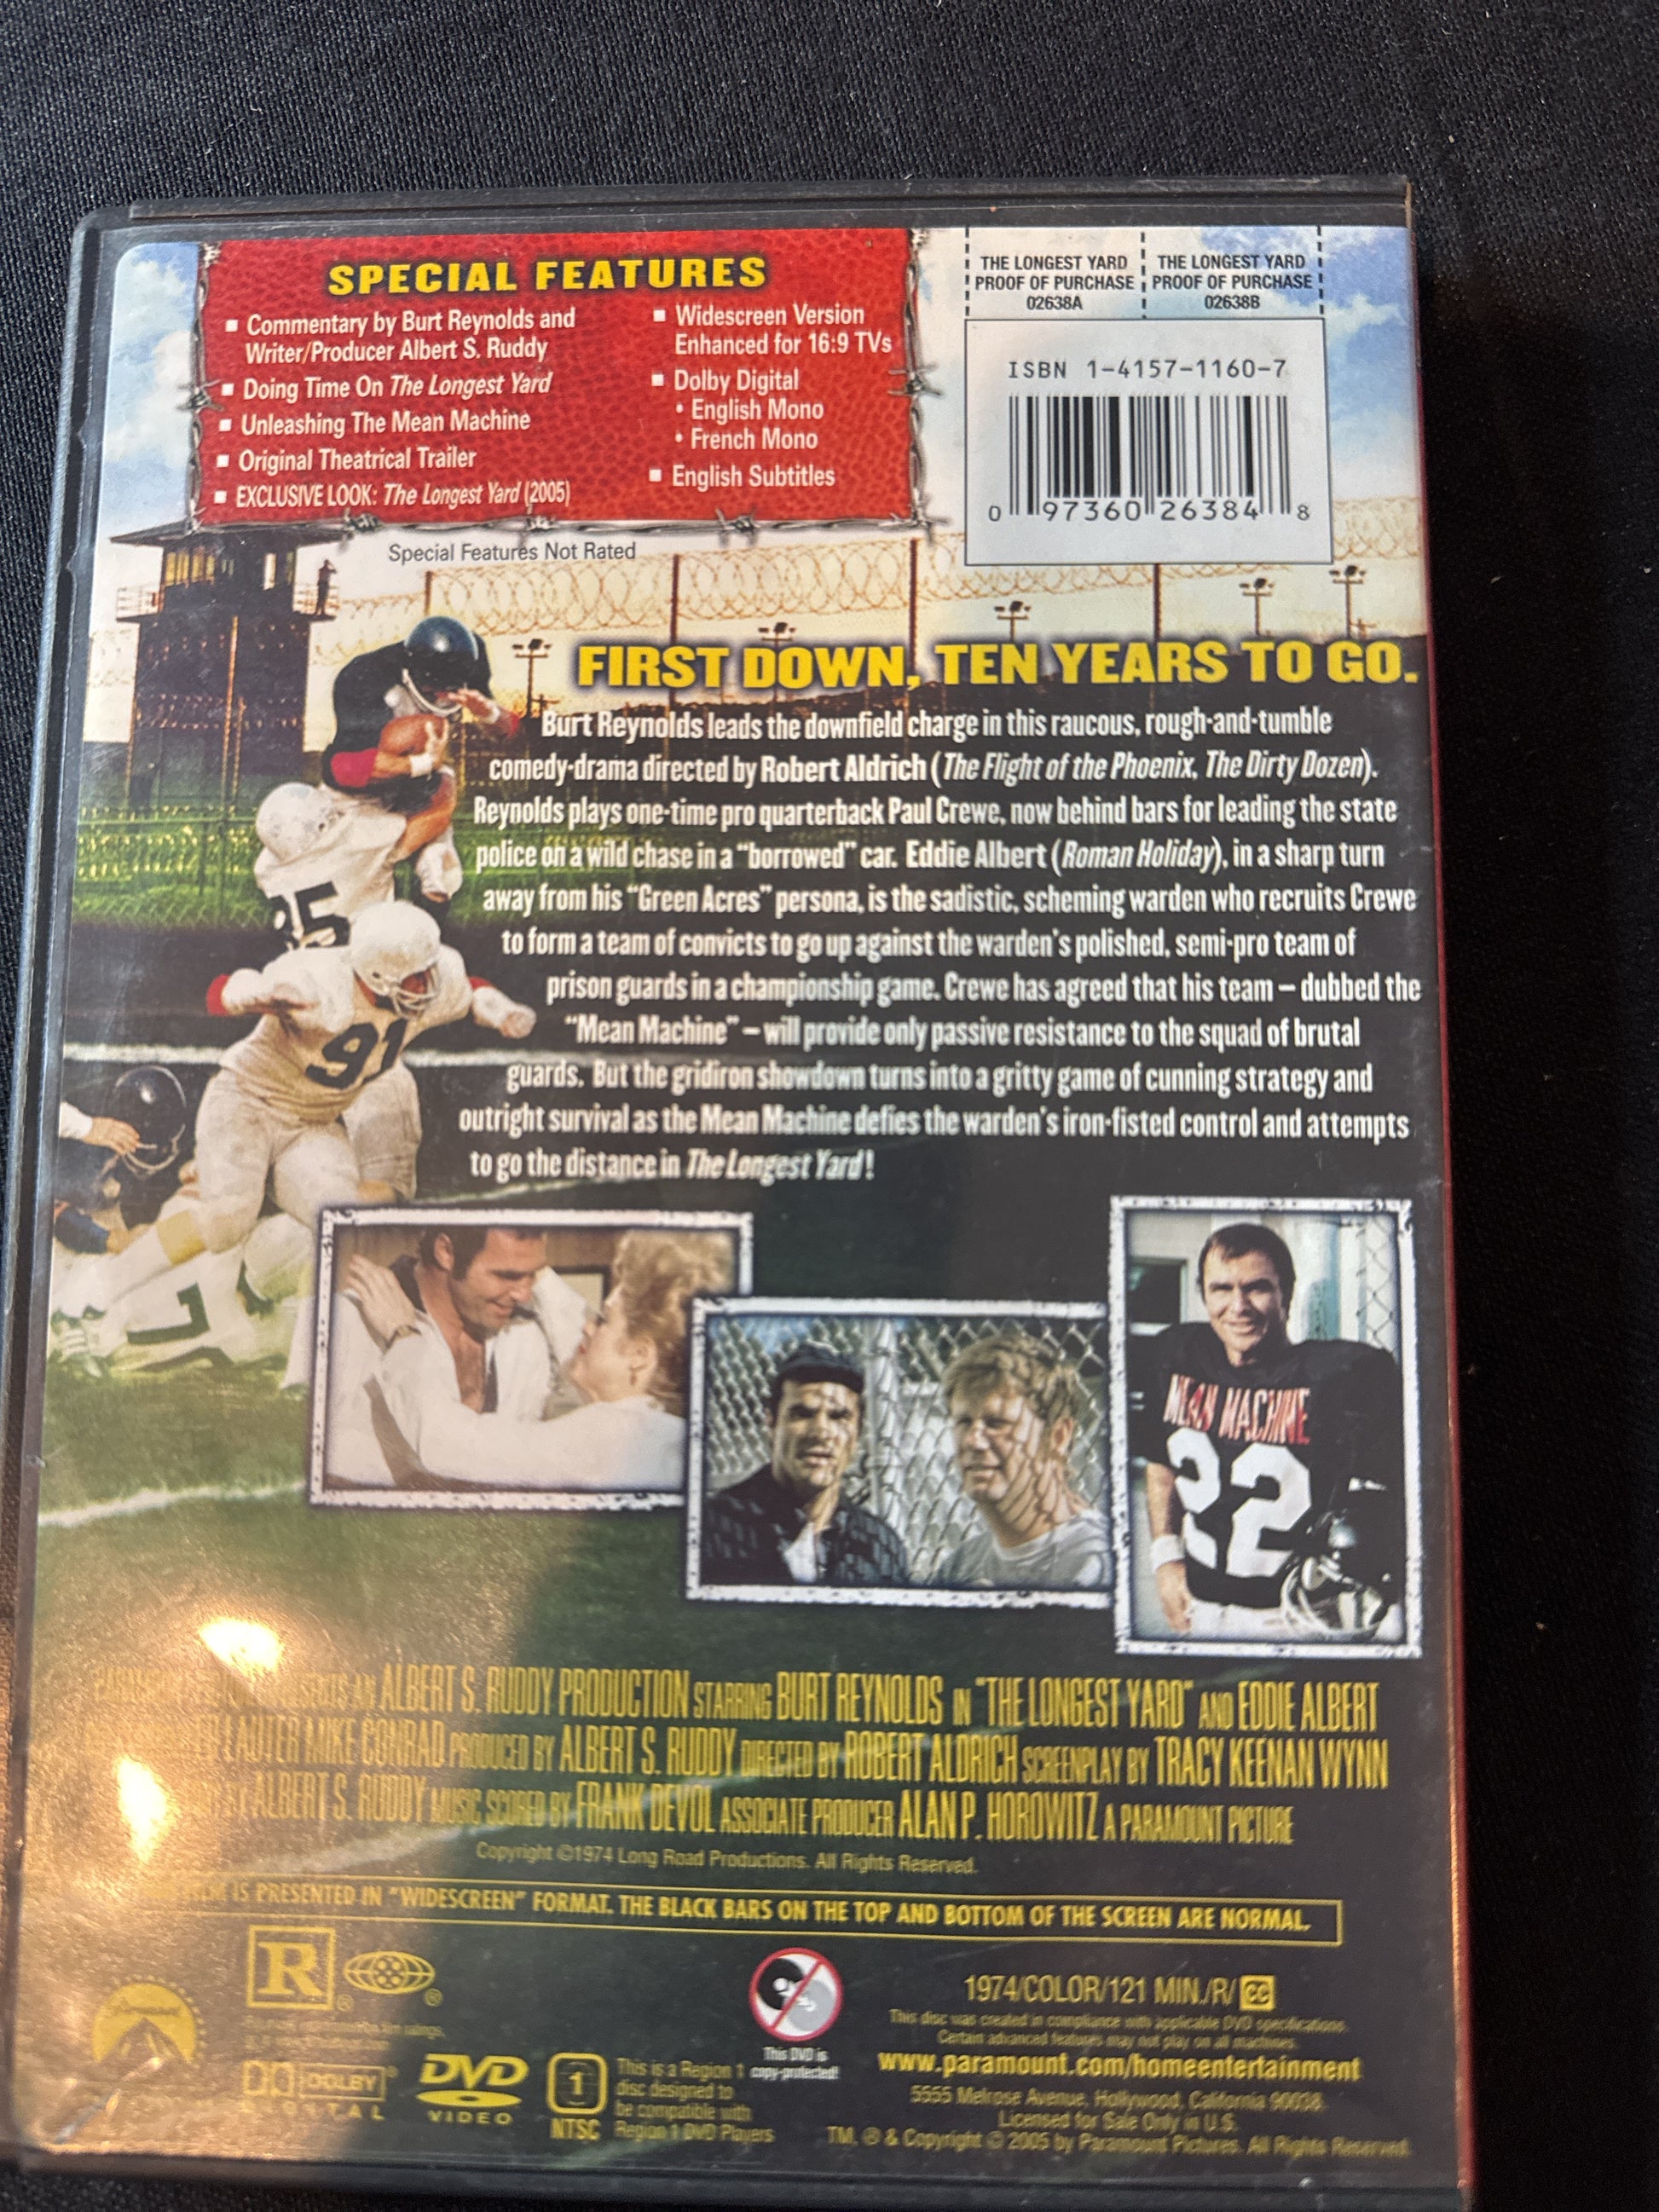 SPECIAL FEATURES
■ Commentary by Burt Reynolds and
Writer/Producer Albert S. Ruddy
■ Doing Time On The Longest Yard
■ Unleashing The Mean Machine
■ Original Theatrical Trailer
■ EXCLUSIVE LOOK: The Longest Yard (2005)
■ Widescreen Version
Enhanced for 16:9 TVs
■ Dolby Digital
• English Mono
• French Mono
■ English Subtitles
Special Features Not Rated
THE LONGEST YARD
PROOF OF PURCHASE
02638A
THE LONGEST YARD
PROOF OF PURCHASE
02638B
ISBN 1-4157-1160-7
0 97360 26384 8
FIRST DOWN, TEN YEARS TO GO.
Burt Reynolds leads the downfield charge in this raucous, rough-and-tumble
comedy-drama directed by Robert Aldrich (The Flight of the Phoenix, The Dirty Dozen).
Reynolds plays one-time pro quarterback Paul Crewe, now behind bars for leading the state
police on a wild chase in a "borrowed" car. Eddie Albert (Roman Holiday), in a sharp turn
away from his "Green Acres" persona, is the sadistic, scheming warden who recruits Crewe
to form a team of convicts to go up against the warden's polished, semi-pro team of
prison guards in a championship game. Crewe has agreed that his team – dubbed the
"Mean Machine" – will provide only passive resistance to the squad of brutal
guards. But the gridiron showdown turns into a gritty game of cunning strategy and
outright survival as the Mean Machine defies the warden's iron-fisted control and attempts
to go the distance in The Longest Yard!
85
91
7
MEAN MACHINE
22
AN ALBERT S. RUDDY PRODUCTION STARRING BURT REYNOLDS IN "THE LONGEST YARD" AND EDDIE ALBERT
LAUTER MIKE CONRAD PRODUCED BY ALBERT S. RUDDY DIRECTED BY ROBERT ALDRICH SCREENPLAY BY TRACY KEENAN WYNN
BY ALBERT S. RUDDY MUSIC SCORED BY FRANK DEVOL ASSOCIATE PRODUCER ALAN P. HOROWITZ A PARAMOUNT PICTURE
Copyright ©1974 Long Road Productions. All Rights Reserved.
IS PRESENTED IN "WIDESCREEN" FORMAT. THE BLACK BARS ON THE TOP AND BOTTOM OF THE SCREEN ARE NORMAL.
R ®
®
Paramount
DOLBY
DIGITAL
DVD
VIDEO
1
NTSC
This is a Region 1
disc designed to
be compatible with
Region 1 DVD Players
This DVD is
copy-protected!
1974/COLOR/121 MIN./R/ CC
This disc was created in compliance with applicable DVD specifications.
Certain advanced features may not play on all machines.
www.paramount.com/homeentertainment
5555 Melrose Avenue, Hollywood, California 90038.
Licensed for Sale Only in U.S.
TM, ® & Copyright © 2005 by Paramount Pictures. All Rights Reserved.